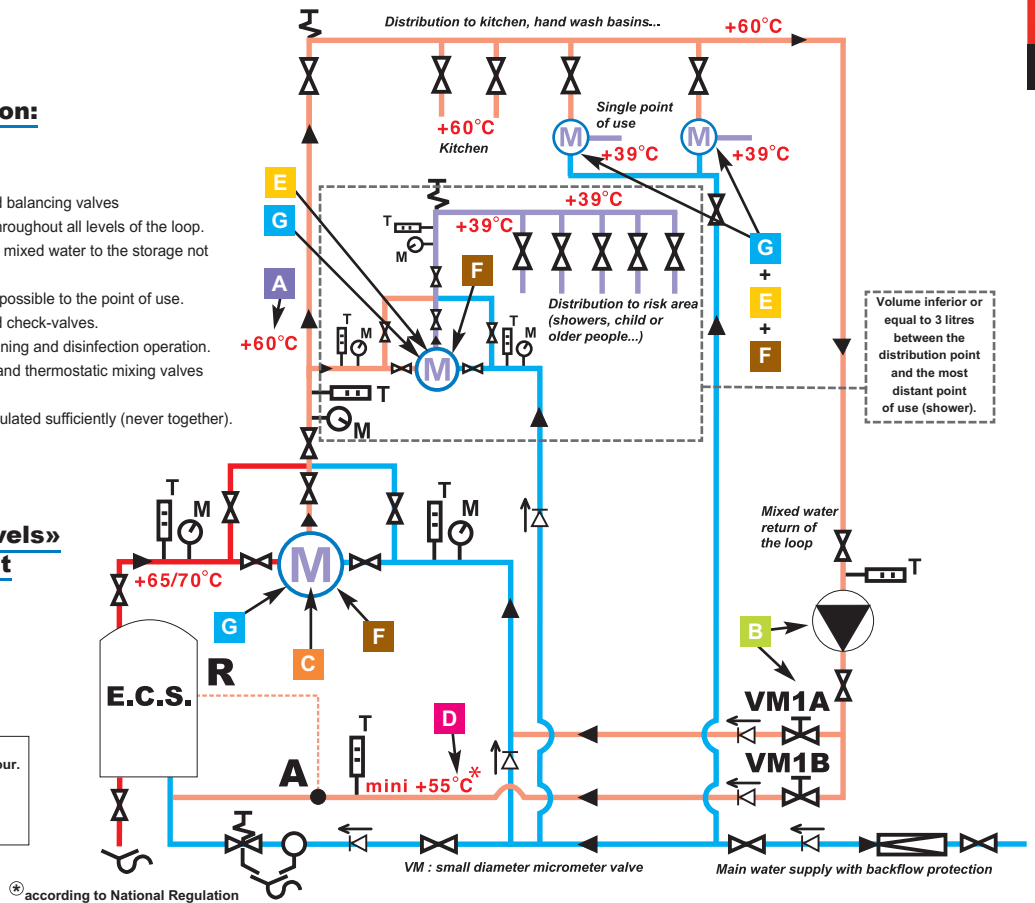 Distribution to kitchen, hand wash basins...
+60°C
on:
Single point
of use
+60°C
Kitchen
M
M
+39°C
+39°C
d balancing valves
hroughout all levels of the loop.
mixed water to the storage not
possible to the point of use.
d check-valves.
ning and disinfection operation.
and thermostatic mixing valves
ulated sufficiently (never together).
E
G
+39°C
+39°C
T
M
F
G
+
E
+
F
A
+60°C
Distribution to risk area
(showers, child or
older people...)
T
M
T
M
M
T
M
Volume inferior or
equal to 3 litres
between the
distribution point
and the most
distant point
of use (shower).
vels»
t
T
M
T
M
+65/70°C
M
Mixed water
return of
the loop
T
G
C
F
B
E.C.S.
R
D
VM1A
T
A
mini +55°C*
VM1B
our.
VM : small diameter micrometer valve
Main water supply with backflow protection
* according to National Regulation